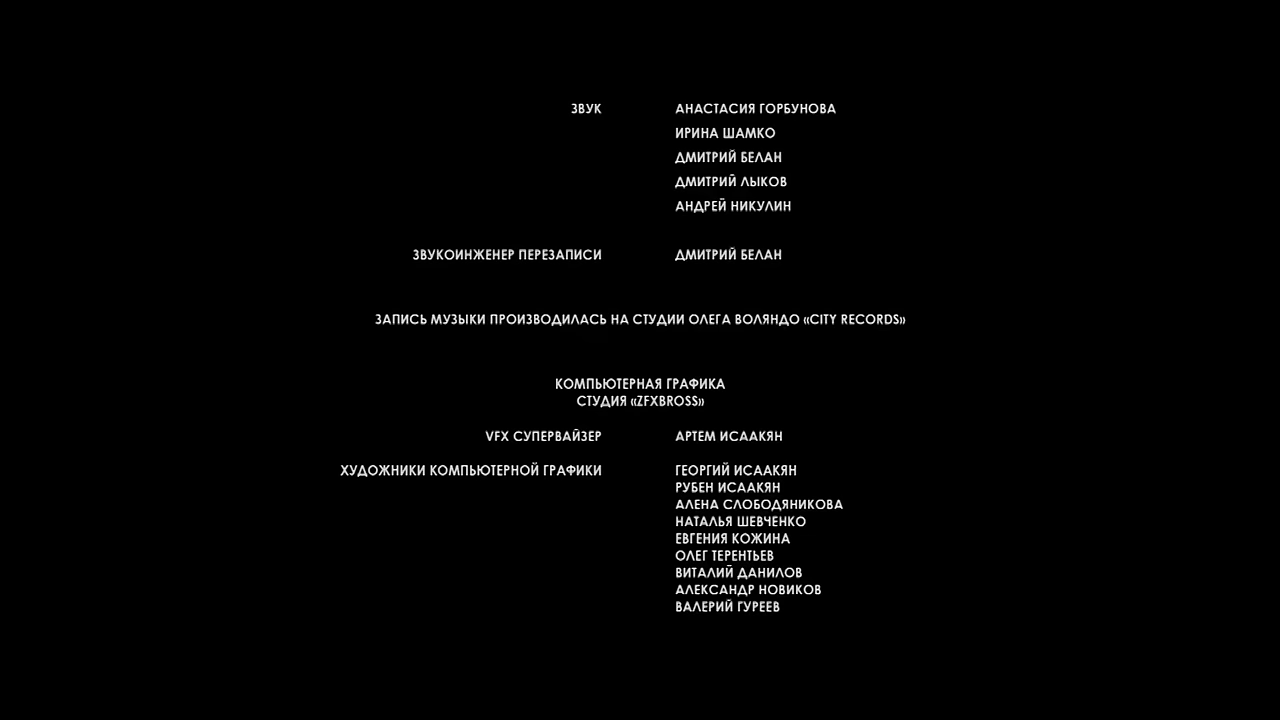 ЗВУК АНАСТАСИЯ ГОРБУНОВА
ИРИНА ШАМКО
ДМИТРИЙ БЕЛАН
ДМИТРИЙ ЛЫКОВ
АНДРЕЙ НИКУЛИН
ЗВУКОИНЖЕНЕР ПЕРЕЗАПИСИ ДМИТРИЙ БЕЛАН
ЗАПИСЬ МУЗЫКИ ПРОИЗВОДИЛАСЬ НА СТУДИИ ОЛЕГА ВОЛЯНДО «CITY RECORDS»
КОМПЬЮТЕРНАЯ ГРАФИКА
СТУДИЯ «ZFXBROSS»
VFX СУПЕРВАЙЗЕР АРТЕМ ИСААКЯН
ХУДОЖНИКИ КОМПЬЮТЕРНОЙ ГРАФИКИ ГЕОРГИЙ ИСААКЯН
РУБЕН ИСААКЯН
АЛЕНА СЛОБОДЯНИКОВА
НАТАЛЬЯ ШЕВЧЕНКО
ЕВГЕНИЯ КОЖИНА
ОЛЕГ ТЕРЕНТЬЕВ
ВИТАЛИЙ ДАНИЛОВ
АЛЕКСАНДР НОВИКОВ
ВАЛЕРИЙ ГУРЕЕВ